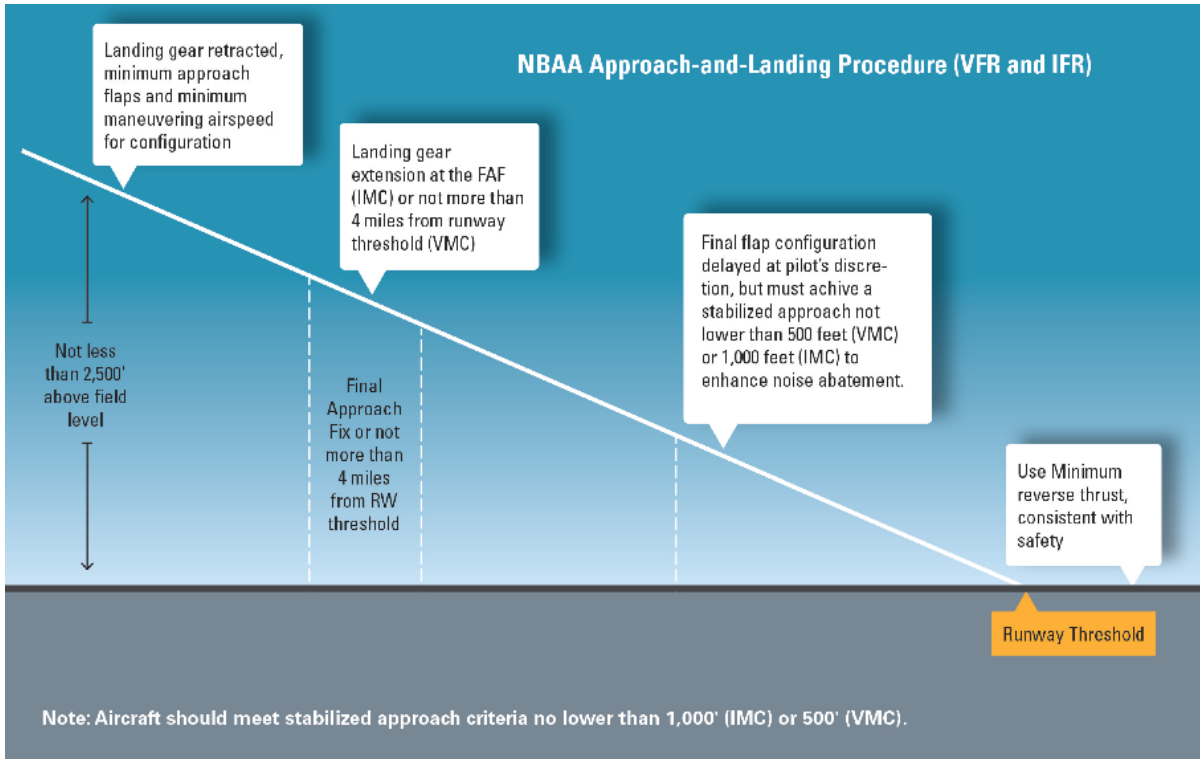 NBAA Approach-and-Landing Procedure (VFR and IFR)
Landing gear retracted,
minimum approach
flaps and minimum
maneuvering airspeed
for configuration
Landing gear
extension at the FAF
(IMC) or not more than
4 miles from runway
threshold (VMC)
Final flap configuration
delayed at pilot's discre-
tion, but must achive a
stabilized approach not
lower than 500 feet (VMC)
or 1,000 feet (IMC) to
enhance noise abatement.
Not less
than 2,500'
above field
level
Final
Approach
Fix or not
more than
4 miles
from RW
threshold
Use Minimum
reverse thrust,
consistent with
safety
Runway Threshold
Note: Aircraft should meet stabilized approach criteria no lower than 1,000' (IMC) or 500' (VMC).